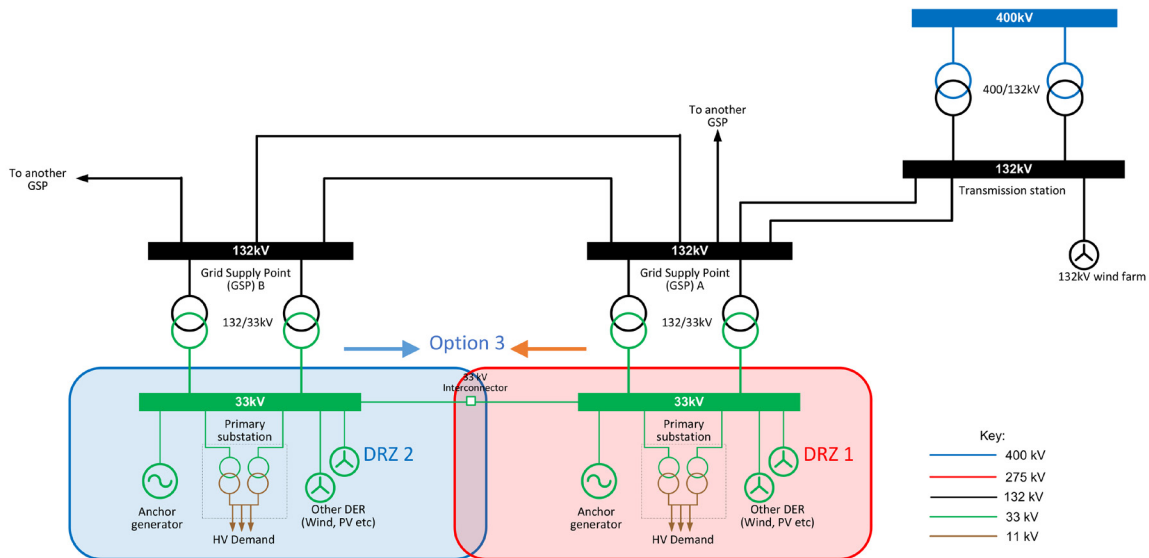 400kV
400/132kV
To another
GSP
132kV
Transmission station
To another
GSP
132kV
Grid Supply Point
(GSP) B
132/33kV
132kV
Grid Supply Point
(GSP) A
132/33kV
132kV wind farm
Option 3
33 kV
Interconnector
33kV
Primary
substation
DRZ 2
Anchor
generator
HV Demand
Other DER
(Wind, PV etc)
33kV
Primary
substation
DRZ 1
Anchor
generator
HV Demand
Other DER
(Wind, PV etc)
Key:
400 kV
275 kV
132 kV
33 kV
11 kV